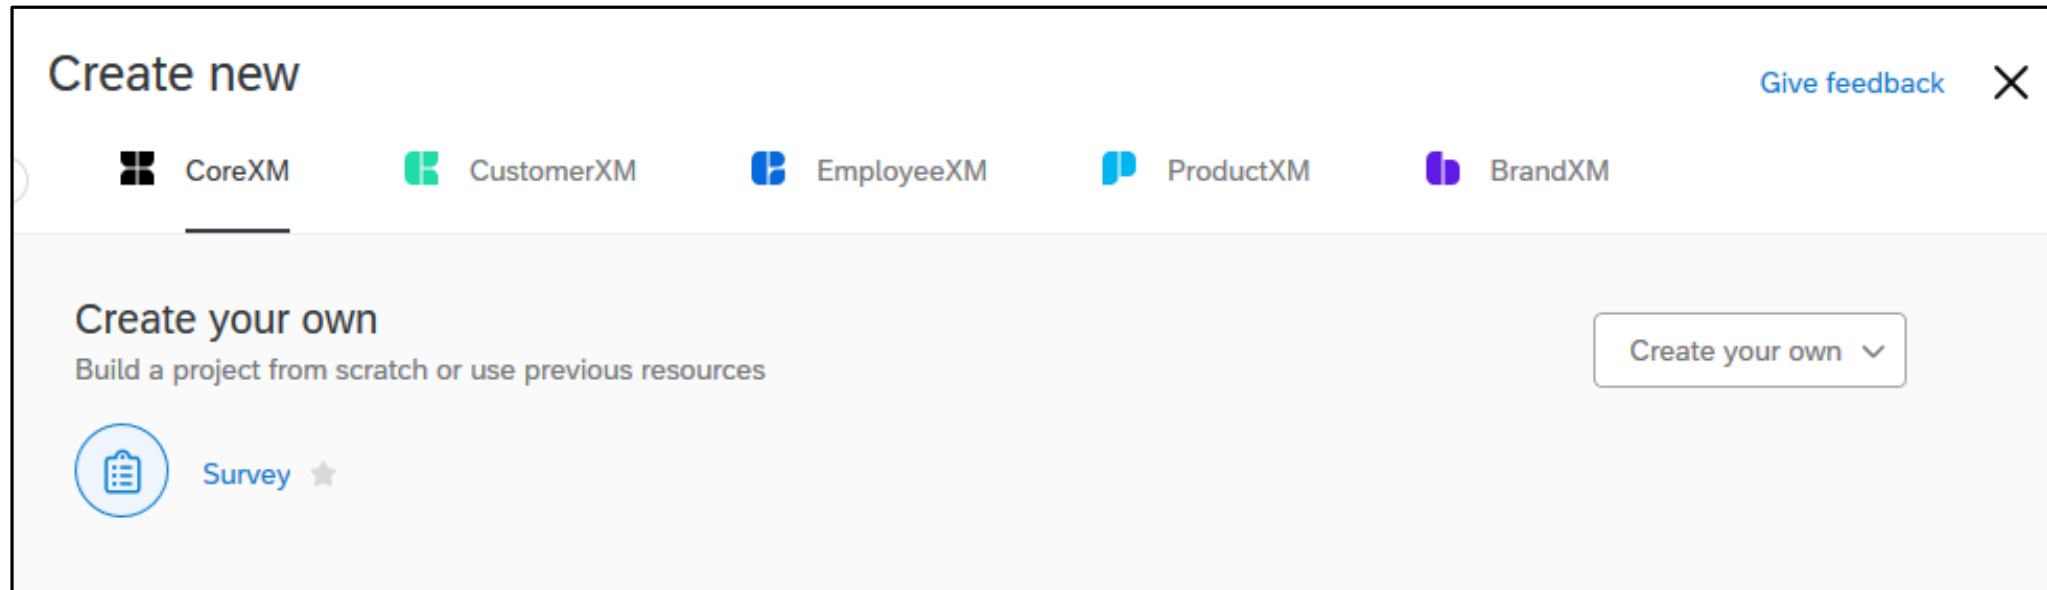 Create new
Give feedback
CoreXM CustomerXM EmployeeXM ProductXM BrandXM
Create your own
Build a project from scratch or use previous resources
Create your own
Survey